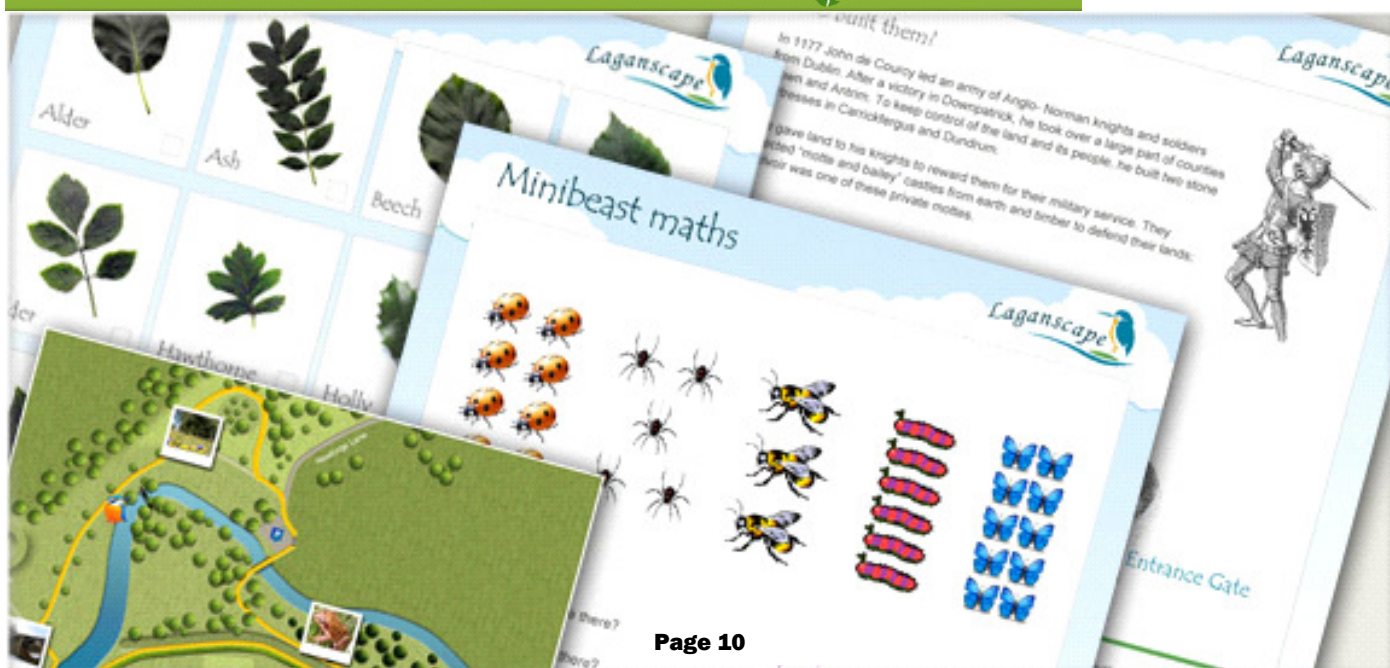 Laganscape
Alder
Ash
Beech
Hawthorne
Holly
built them?
Laganscape
In 1177 John de Courcy led an army of Anglo- Norman knights and soldiers
from Dublin. After a victory in Downpatrick, he took over a large part of counties
and Antrim. To keep control of the land and its people, he built two stone
in Carrickfergus and Dundrum.
gave land to his knights to reward them for their military service. They
"motte and bailey" castles from earth and timber to defend their lands;
was one of these private mottes.
Minibeast maths
Laganscape
Entrance Gate
there?
there?
Page 10